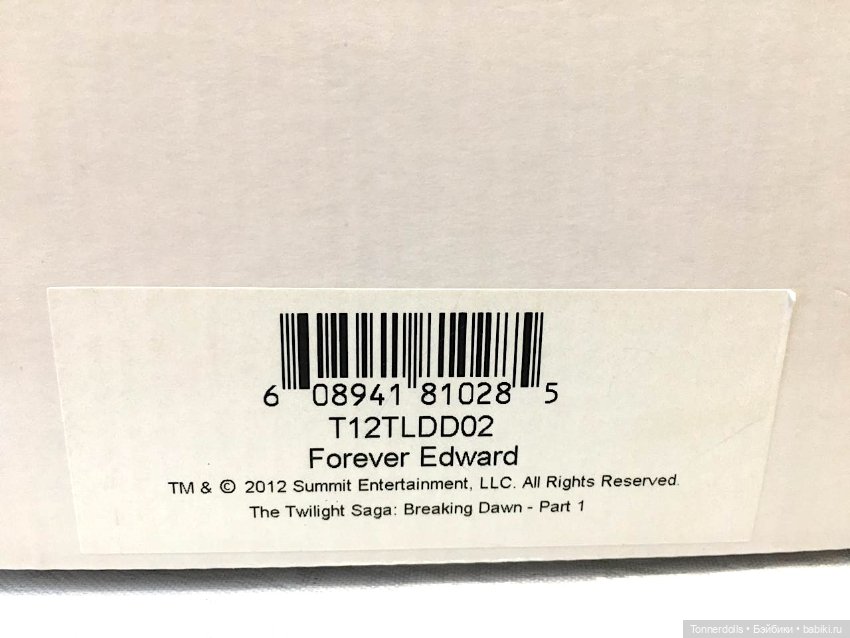 6 08941 81028 5
T12TLDD02
Forever Edward
TM & © 2012 Summit Entertainment, LLC. All Rights Reserved.
The Twilight Saga: Breaking Dawn - Part 1
Tonnerdolls • Бэйбики • babiki.ru